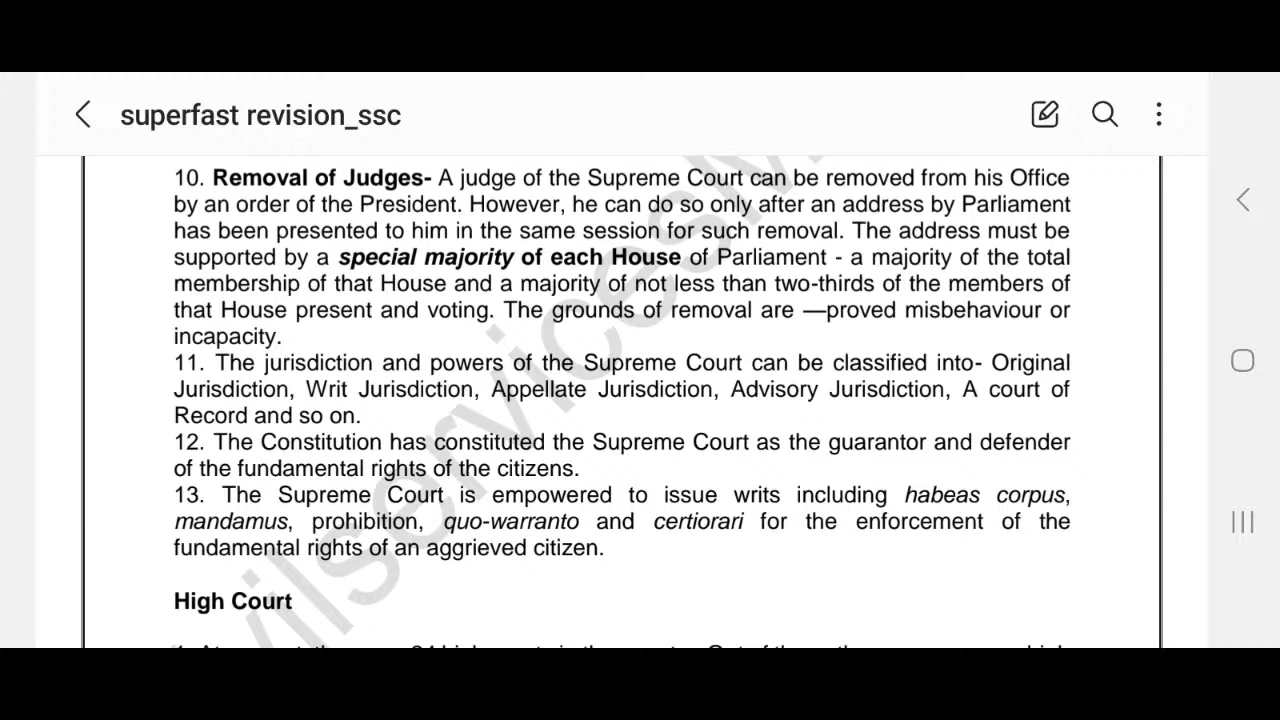 superfast revision_ssc
10. Removal of Judges- A judge of the Supreme Court can be removed from his Office
by an order of the President. However, he can do so only after an address by Parliament
has been presented to him in the same session for such removal. The address must be
supported by a special majority of each House of Parliament - a majority of the total
membership of that House and a majority of not less than two-thirds of the members of
that House present and voting. The grounds of removal are —proved misbehaviour or
incapacity.
11. The jurisdiction and powers of the Supreme Court can be classified into- Original
Jurisdiction, Writ Jurisdiction, Appellate Jurisdiction, Advisory Jurisdiction, A court of
Record and so on.
12. The Constitution has constituted the Supreme Court as the guarantor and defender
of the fundamental rights of the citizens.
13. The Supreme Court is empowered to issue writs including habeas corpus,
mandamus, prohibition, quo-warranto and certiorari for the enforcement of the
fundamental rights of an aggrieved citizen.
High Court